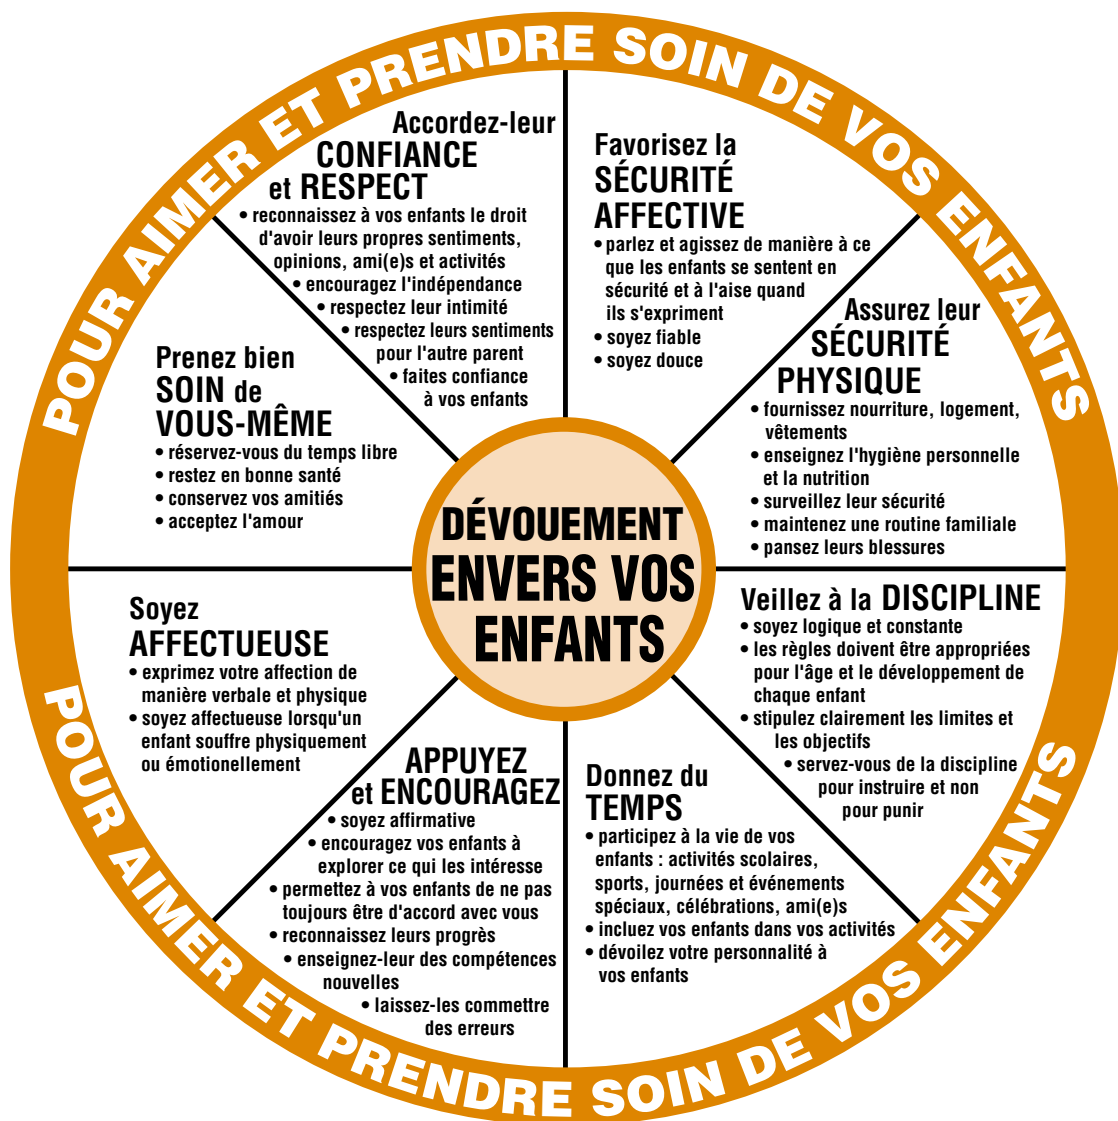 POUR AIMER ET PRENDRE SOIN DE VOS ENFANTS
Accordez-leur
CONFIANCE
et RESPECT
• reconnaissez à vos enfants le droit
d'avoir leurs propres sentiments,
opinions, ami(e)s et activités
• encouragez l'indépendance
• respectez leur intimité
• respectez leurs sentiments
pour l'autre parent
• faites confiance
à vos enfants
Favorisez la
SÉCURITÉ
AFFECTIVE
• parlez et agissez de manière à ce
que les enfants se sentent en
sécurité et à l'aise quand
ils s'expriment
• soyez fiable
• soyez douce
Assurez leur
SÉCURITÉ
PHYSIQUE
• fournissez nourriture, logement,
vêtements
• enseignez l'hygiène personnelle
et la nutrition
• surveillez leur sécurité
• maintenez une routine familiale
• pansez leurs blessures
Veillez à la DISCIPLINE
• soyez logique et constante
• les règles doivent être appropriées
pour l'âge et le développement de
chaque enfant
• stipulez clairement les limites et
les objectifs
• servez-vous de la discipline
pour instruire et non
pour punir
Donnez du
TEMPS
• participez à la vie de vos
enfants : activités scolaires,
sports, journées et événements
spéciaux, célébrations, ami(e)s
• incluez vos enfants dans vos activités
• dévoilez votre personnalité à
vos enfants
APPUYEZ
et ENCOURAGEZ
• soyez affirmative
• encouragez vos enfants à
explorer ce qui les intéresse
• permettez à vos enfants de ne pas
toujours être d'accord avec vous
• reconnaissez leurs progrès
• enseignez-leur des compétences
nouvelles
• laissez-les commettre
des erreurs
Soyez
AFFECTUEUSE
• exprimez votre affection de
manière verbale et physique
• soyez affectueuse lorsqu'un
enfant souffre physiquement
ou émotionellement
Prenez bien
SOIN de
VOUS-MÊME
• réservez-vous du temps libre
• restez en bonne santé
• conservez vos amitiés
• acceptez l'amour
DÉVOUEMENT
ENVERS VOS
ENFANTS
POUR AIMER ET PRENDRE SOIN DE VOS ENFANTS